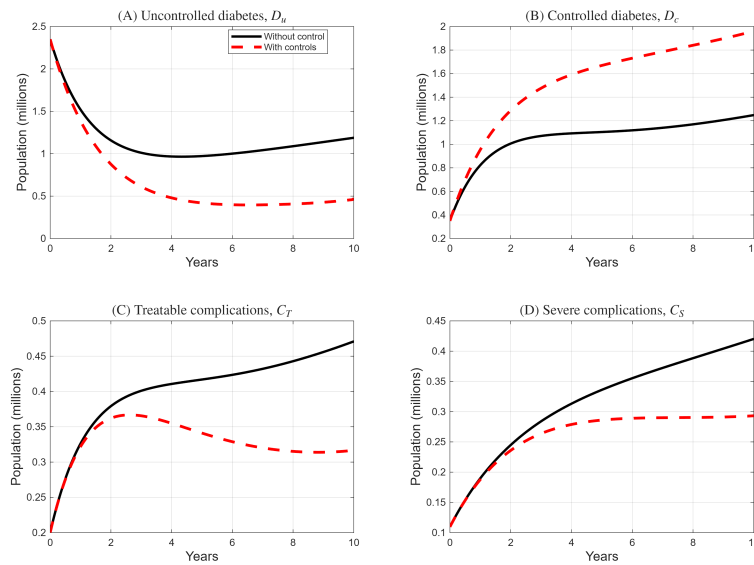 (A) Uncontrolled diabetes, D_u
Population (millions)
2.5
2
1.5
1
0.5
0
Without control
With controls
0 2 4 6 8 10
Years
(B) Controlled diabetes, D_c
Population (millions)
2
1.8
1.6
1.4
1.2
1
0.8
0.6
0.4
0.2
0 2 4 6 8 1
Years
(C) Treatable complications, C_T
Population (millions)
0.5
0.45
0.4
0.35
0.3
0.25
0.2
0 2 4 6 8 10
Years
(D) Severe complications, C_S
Population (millions)
0.45
0.4
0.35
0.3
0.25
0.2
0.15
0.1
0 2 4 6 8 1
Years